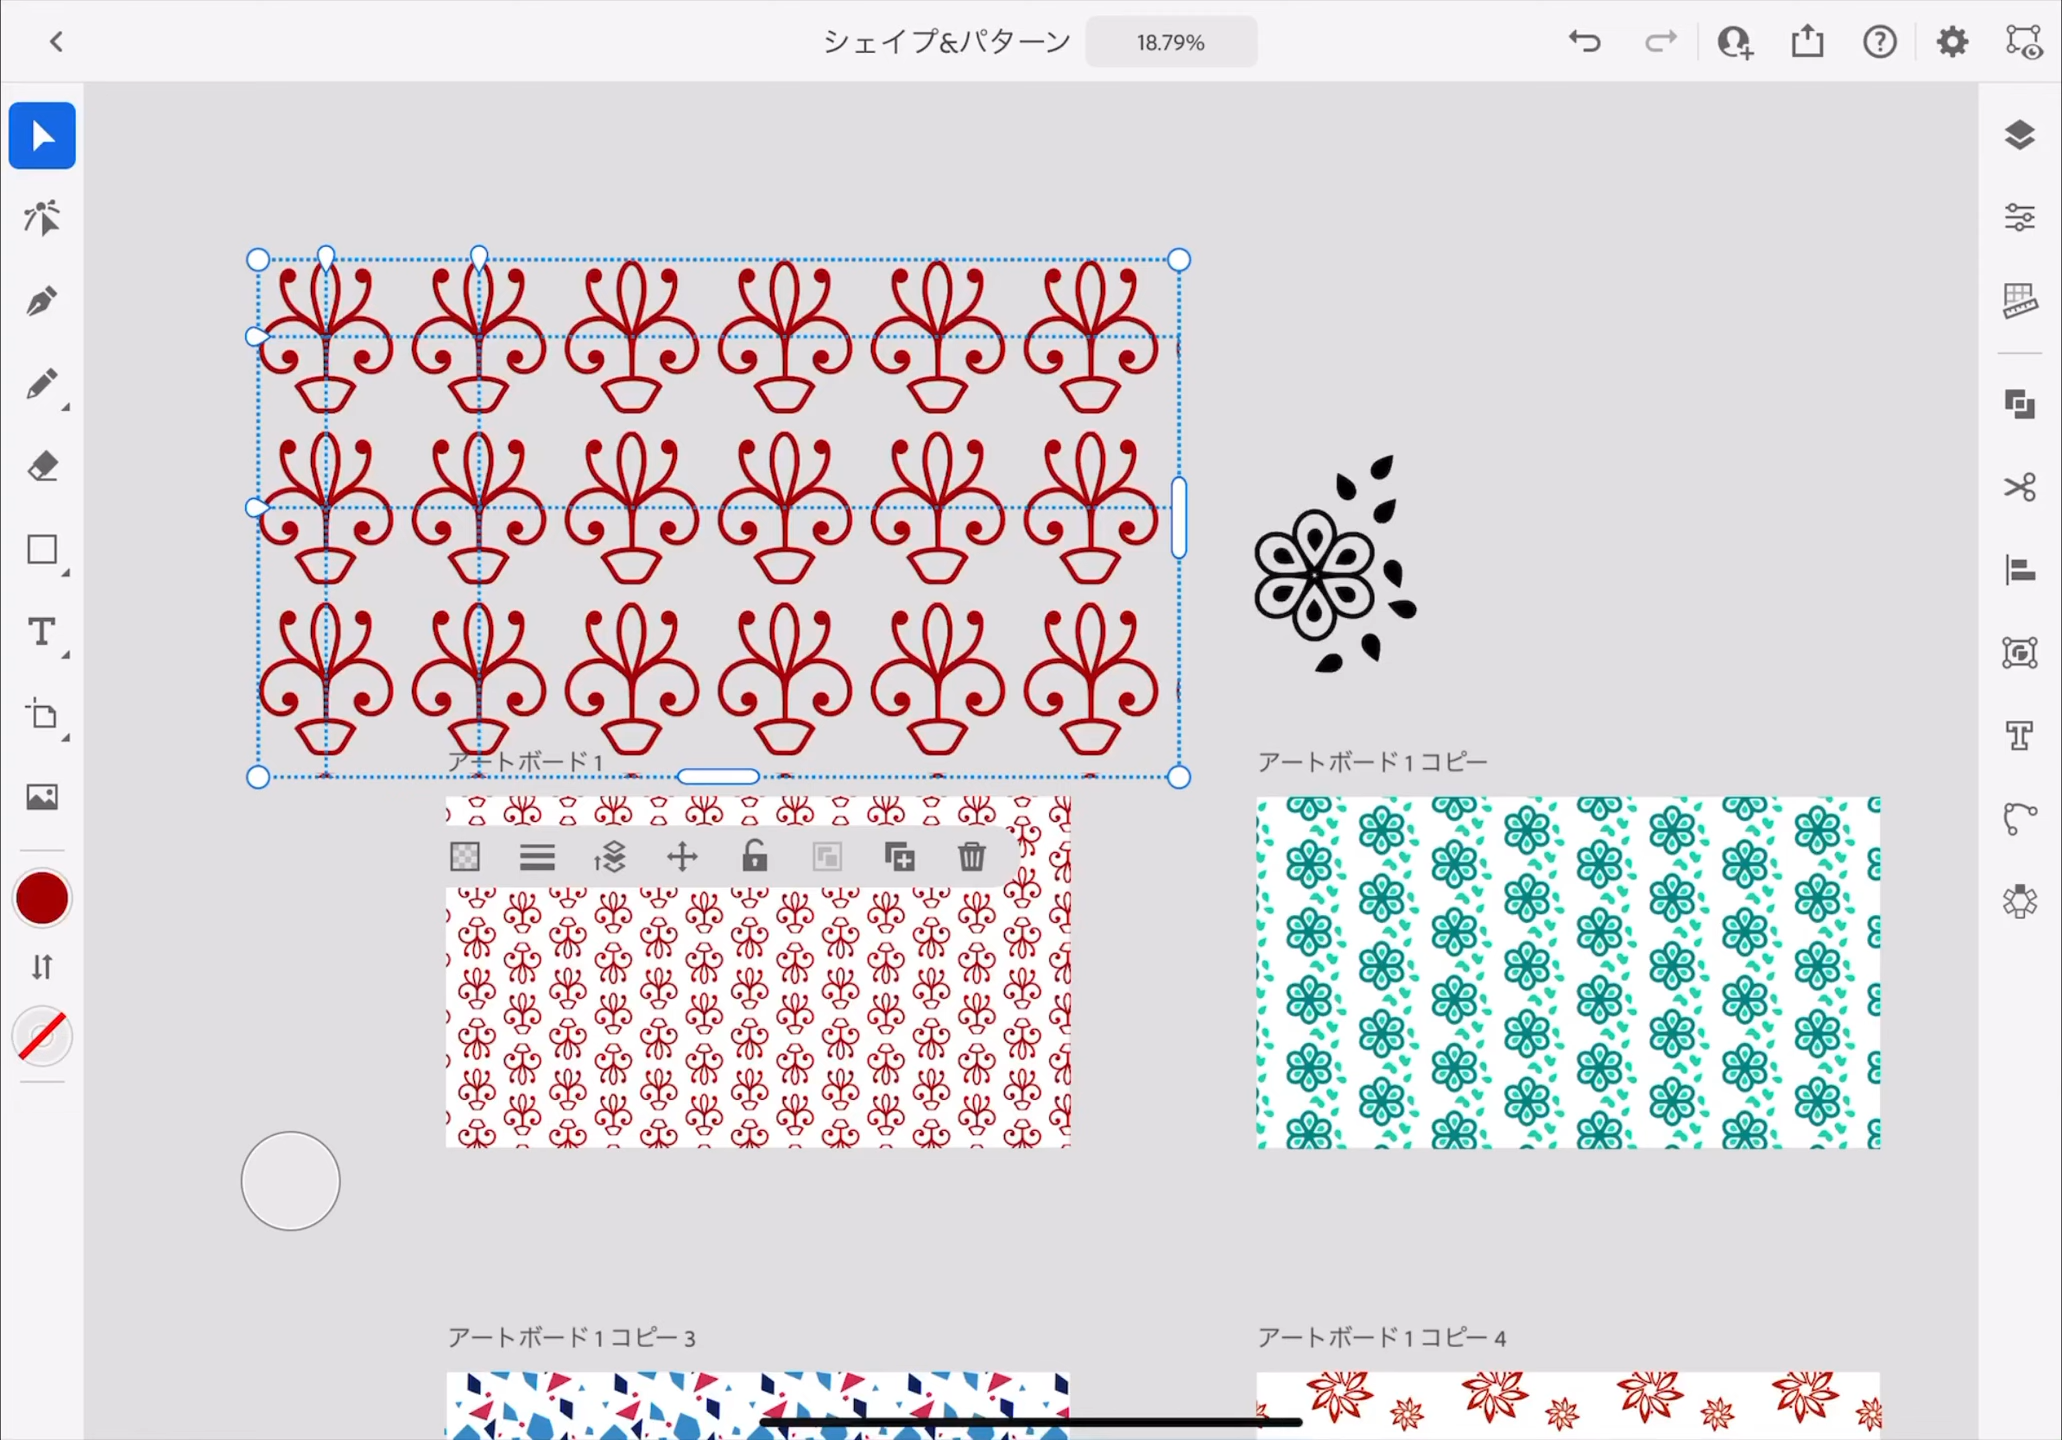 シェイプ&パターン 18.79%
アートボード 1
アートボード 1 コピー
アートボード 1 コピー 3
アートボード 1 コピー 4